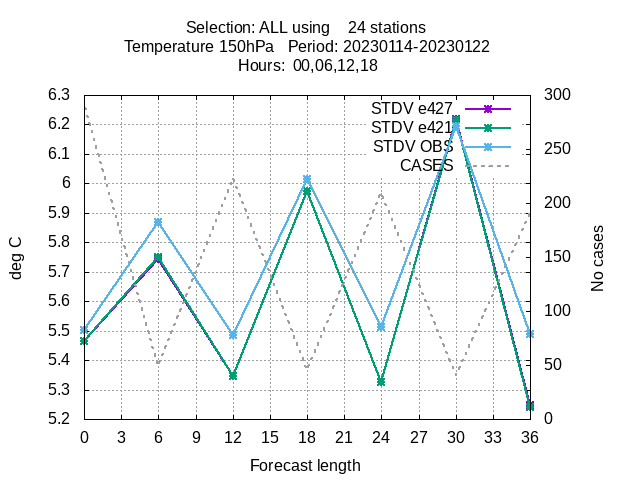 Selection: ALL using 24 stations
Temperature 150hPa Period: 20230114-20230122
Hours: 00,06,12,18
STDV e427
STDV e421
STDV OBS
CASES
6.3
6.2
6.1
6
5.9
5.8
5.7
5.6
5.5
5.4
5.3
5.2
deg C
300
250
200
150
100
50
0
No cases
0 3 6 9 12 15 18 21 24 27 30 33 36
Forecast length